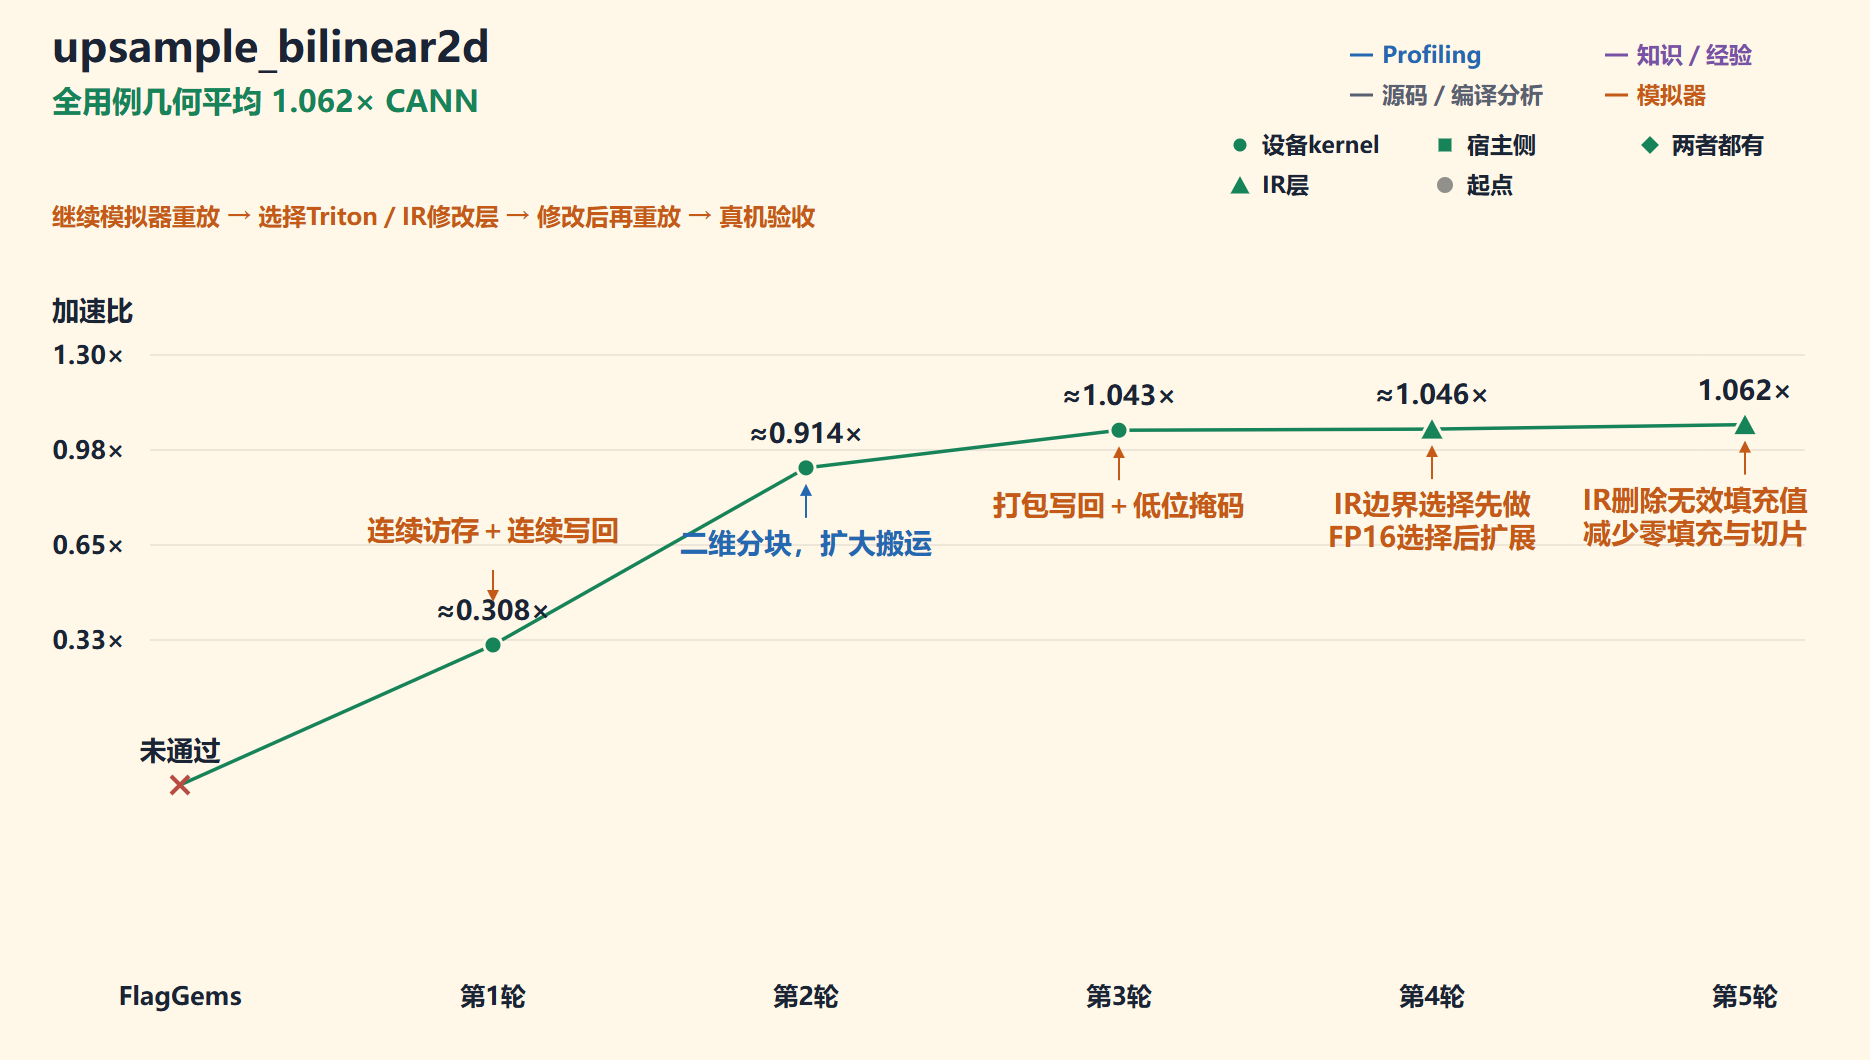 upsample_bilinear2d
全用例几何平均 1.062× CANN
Profiling
知识 / 经验
源码 / 编译分析
模拟器
设备kernel
宿主侧
两者都有
IR层
起点
继续模拟器重放 → 选择Triton / IR修改层 → 修改后再重放 → 真机验收
加速比
1.30×
0.98×
0.65×
0.33×
未通过
≈0.308×
连续访存＋连续写回
≈0.914×
二维分块，扩大搬运
≈1.043×
打包写回＋低位掩码
≈1.046×
IR边界选择先做
FP16选择后扩展
1.062×
IR删除无效填充值
减少零填充与切片
FlagGems
第1轮
第2轮
第3轮
第4轮
第5轮